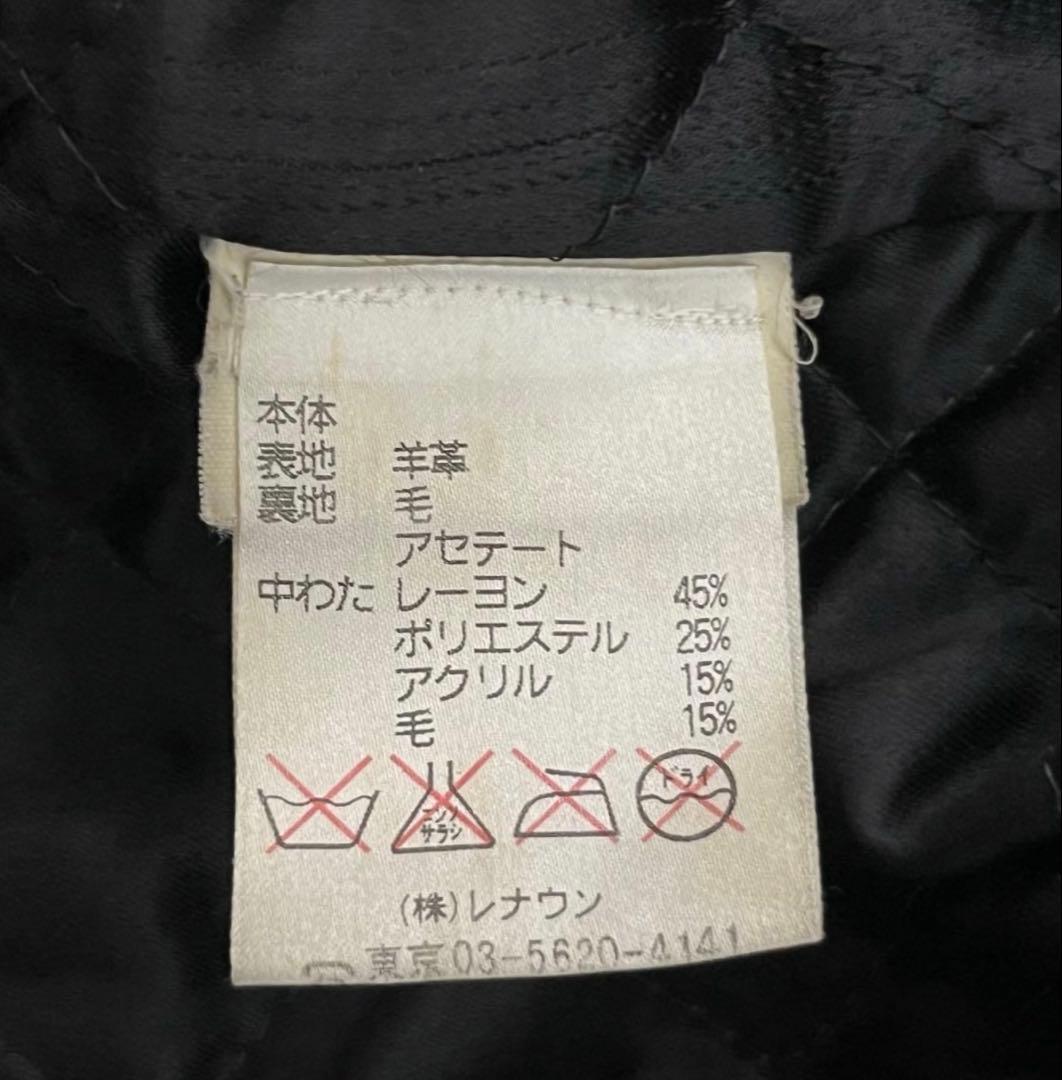 本体
表地 羊革
裏地 毛
アセテート
中わた レーヨン 45%
ポリエステル 25%
アクリル 15%
毛 15%
エンソ
サラシ
ドライ
(株)レナウン
東京03-5620-4141